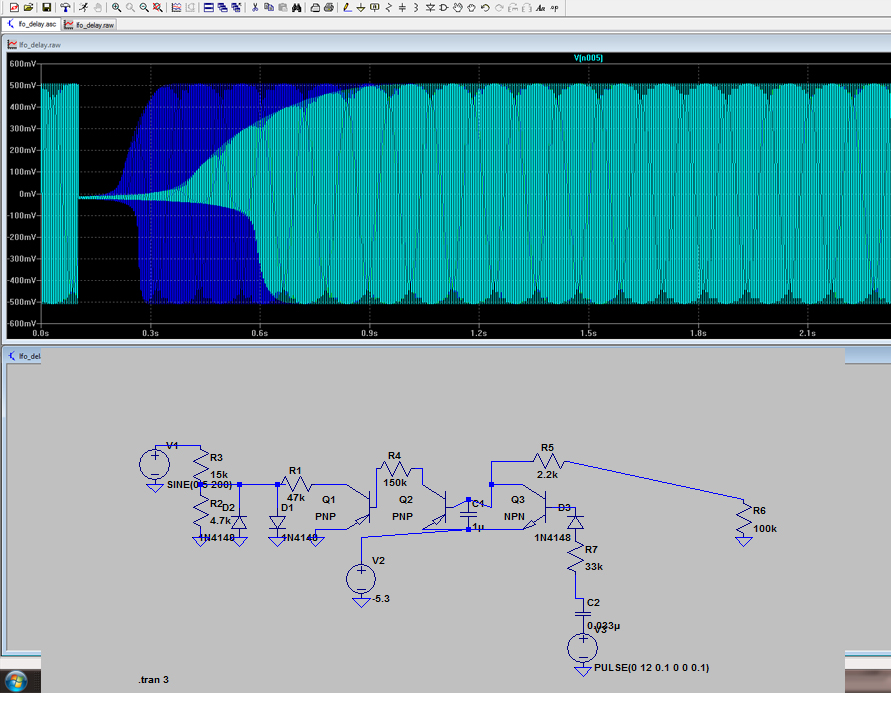 lfo_delay.asc lfo_delay.raw
lfo_delay.raw
V(n005)
600mV
500mV
400mV
300mV
200mV
100mV
0mV
-100mV
-200mV
-300mV
-400mV
-500mV
-600mV
0.0s 0.3s 0.6s 0.9s 1.2s 1.5s 1.8s 2.1s
lfo_del
V1
R3
15k
SINE(0 5 200)
R2
4.7k
D2
1N4148
D1
1N4148
R1
47k
Q1
PNP
R4
150k
Q2
PNP
C1
1µ
V2
-5.3
Q3
NPN
R5
2.2k
D3
1N4148
R6
100k
R7
33k
C2
0.033µ
V3
PULSE(0 12 0.1 0 0 0.1)
.tran 3